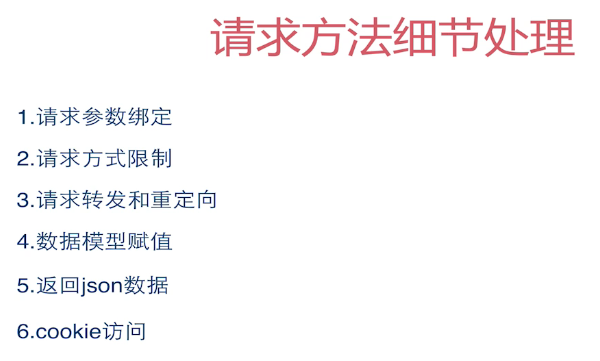 请求方法细节处理
1.请求参数绑定
2.请求方式限制
3.请求转发和重定向
4.数据模型赋值
5.返回json数据
6.cookie访问